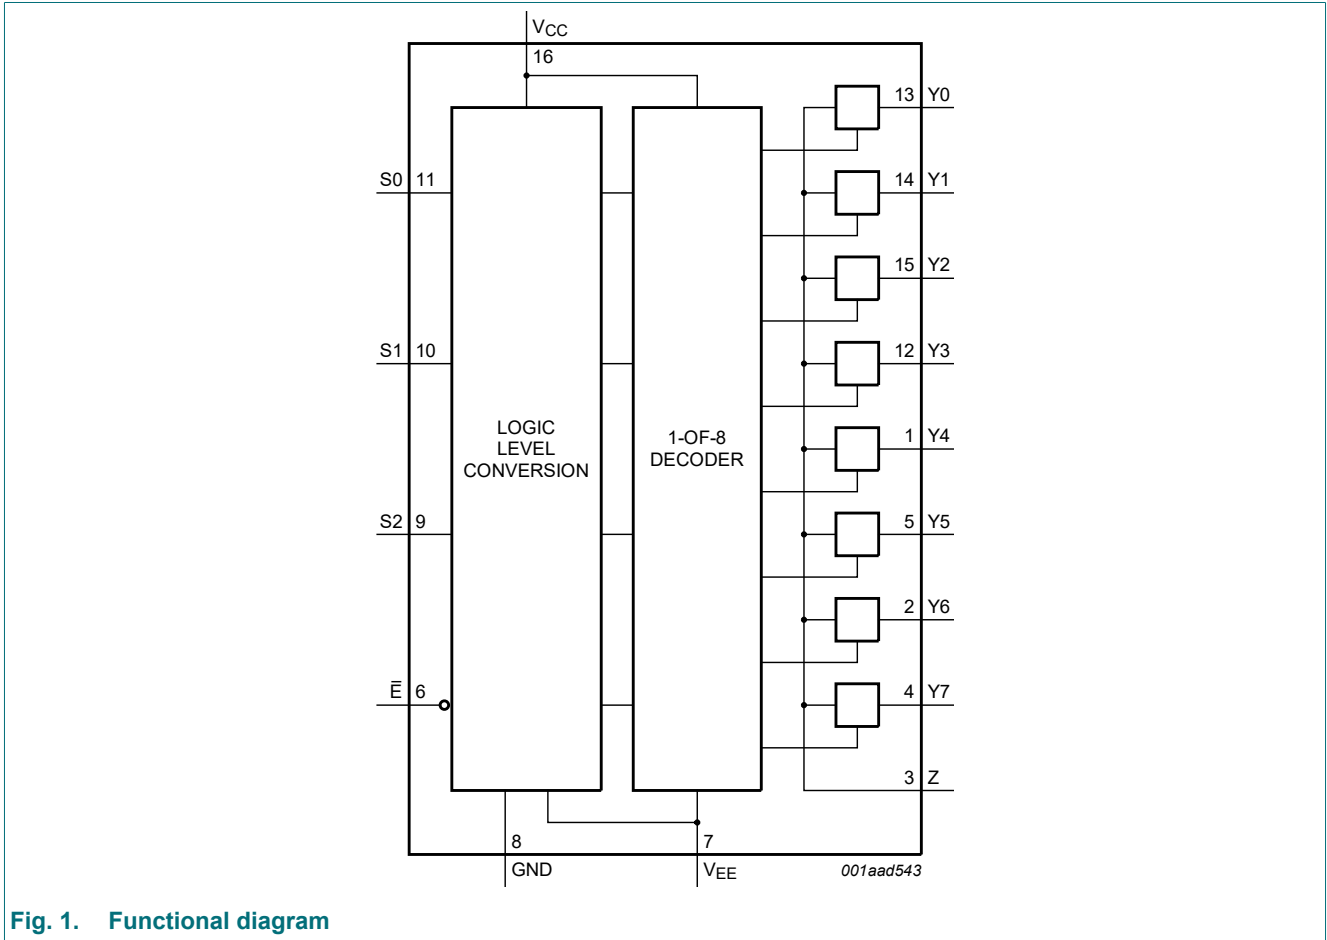 VCC
16
13 Y0
S0 11
14 Y1
15 Y2
S1 10
12 Y3
LOGIC
LEVEL
CONVERSION
1-OF-8
DECODER
1 Y4
S2 9
5 Y5
2 Y6
E̅ 6
4 Y7
3 Z
8
GND
7
VEE
001aad543
Fig. 1. Functional diagram